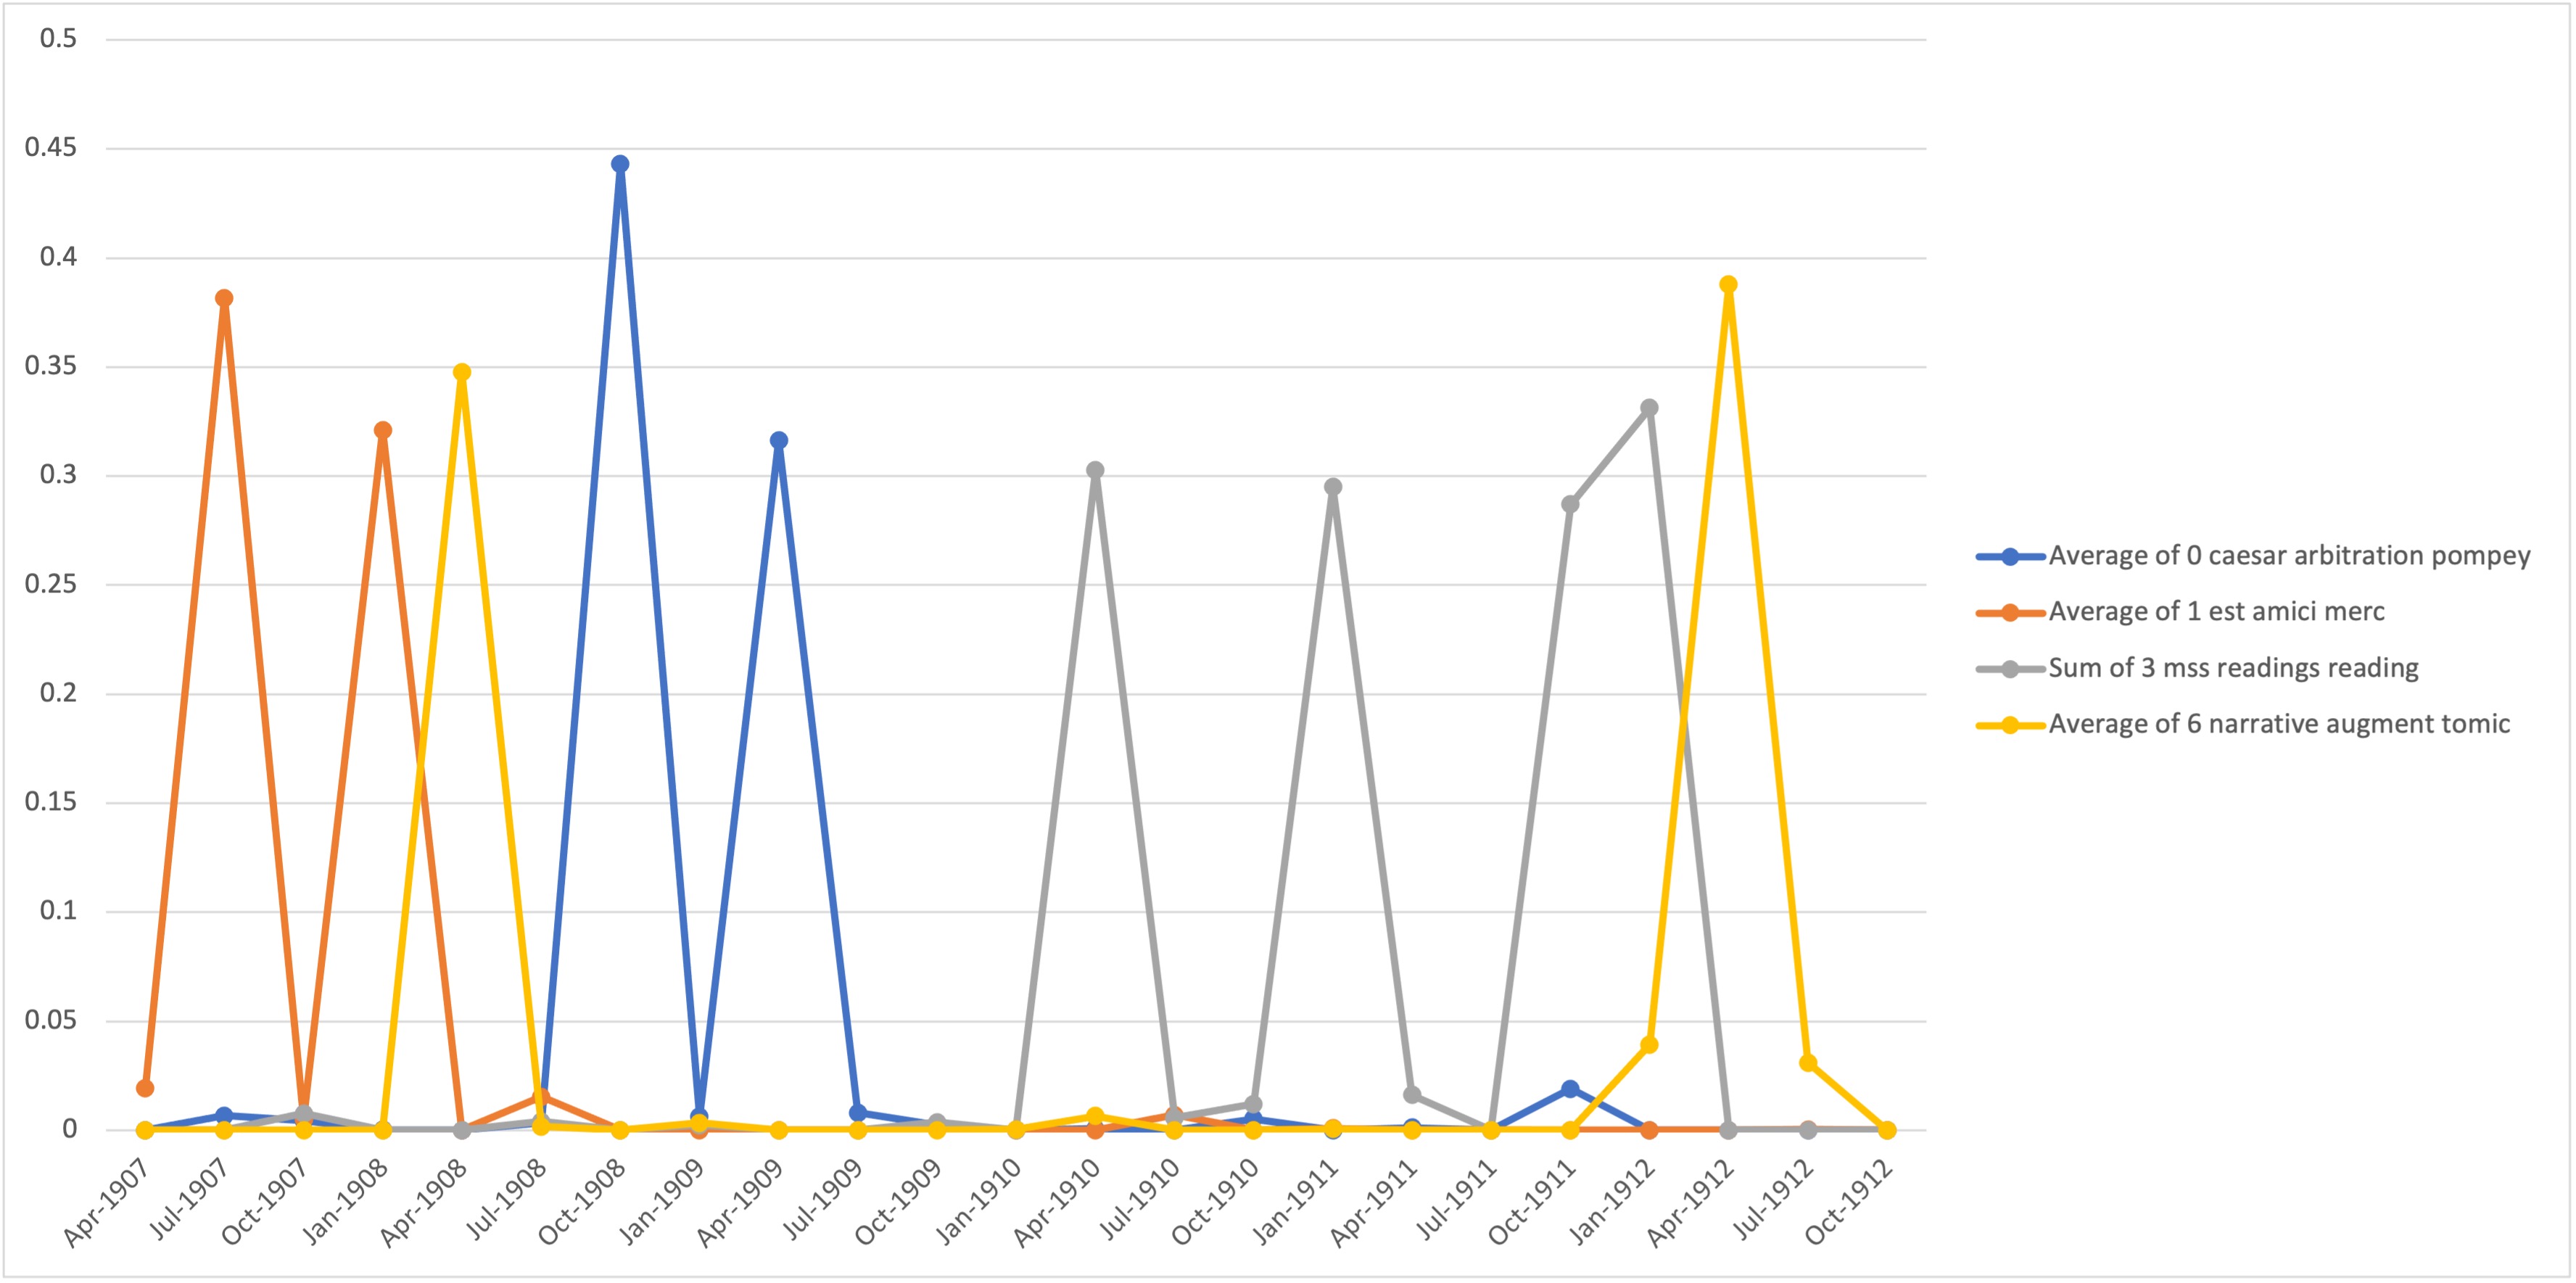 0.5
0.45
0.4
0.35
0.3
0.25
0.2
0.15
0.1
0.05
0
Apr-1907
Jul-1907
Oct-1907
Jan-1908
Apr-1908
Jul-1908
Oct-1908
Jan-1909
Apr-1909
Jul-1909
Oct-1909
Jan-1910
Apr-1910
Jul-1910
Oct-1910
Jan-1911
Apr-1911
Jul-1911
Oct-1911
Jan-1912
Apr-1912
Jul-1912
Oct-1912
Average of 0 caesar arbitration pompey
Average of 1 est amici merc
Sum of 3 mss readings reading
Average of 6 narrative augment tomic